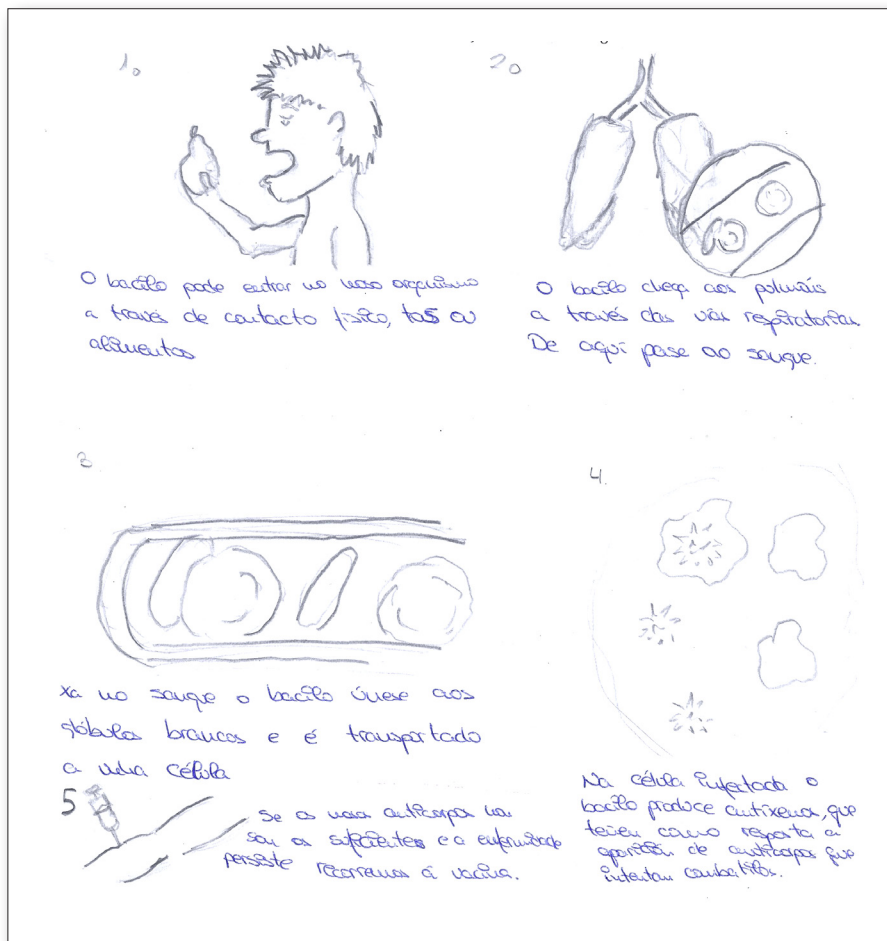 1.
O bacilo pode entrar no noso organismo
a través de contacto físico, tos ou
alimentos
2.
O bacilo chega aos pulmóns
a través das vías respiratorias.
De aquí pase ao sangue.
3.
Xa no sangue o bacilo únese aos
glóbulos brancos e é transportado
a unha célula
4.
Na célula infectada o
bacilo produce antíxenos, que
teñen como resposta a
aparición de anticorpos que
intentan combatilos.
5
Se os nosos anticorpos non
son os suficientes e a enfermidade
persiste recorremos á vacina.